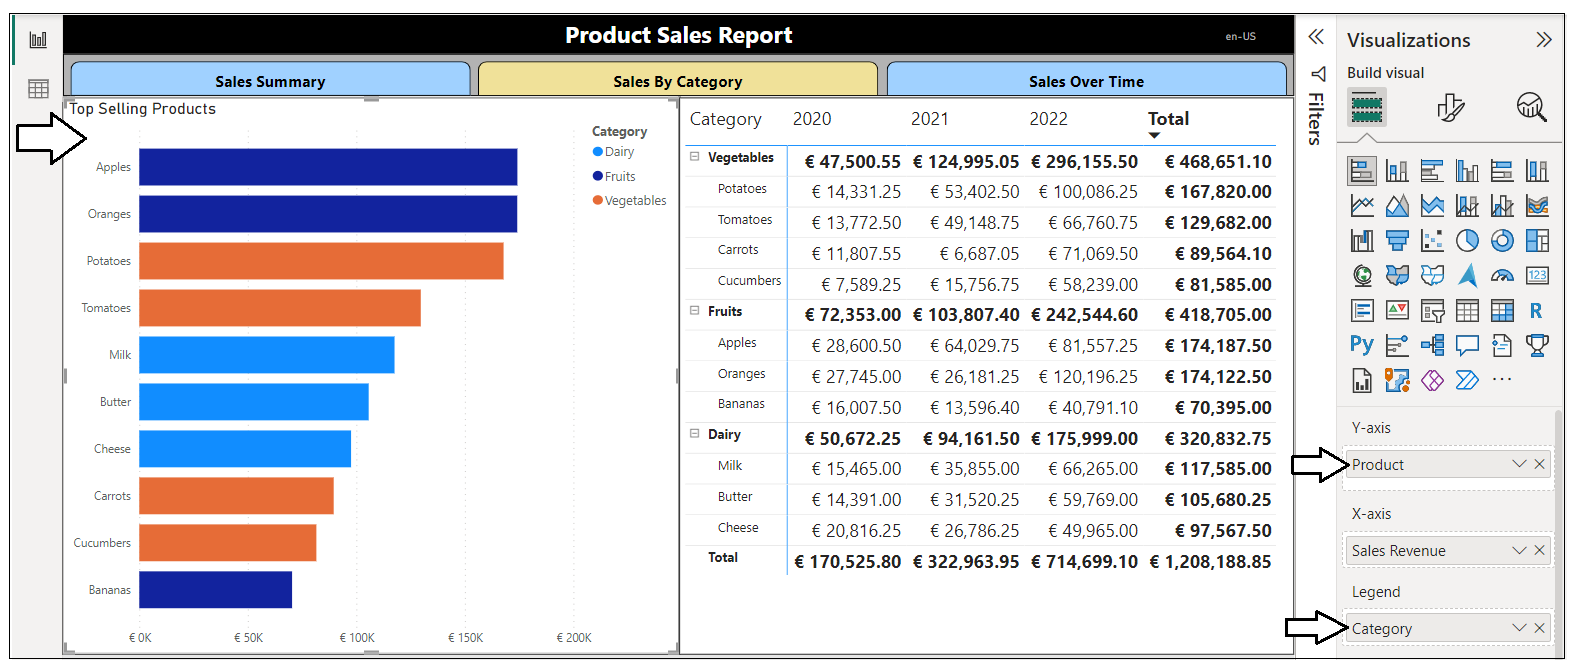 Product Sales Report
en-US
Sales Summary
Sales By Category
Sales Over Time
Top Selling Products
Category
Dairy
Fruits
Vegetables
Apples
Oranges
Potatoes
Tomatoes
Milk
Butter
Cheese
Carrots
Cucumbers
Bananas
€ 0K € 50K € 100K € 150K € 200K
Category 2020 2021 2022 Total
Vegetables € 47,500.55 € 124,995.05 € 296,155.50 € 468,651.10
Potatoes € 14,331.25 € 53,402.50 € 100,086.25 € 167,820.00
Tomatoes € 13,772.50 € 49,148.75 € 66,760.75 € 129,682.00
Carrots € 11,807.55 € 6,687.05 € 71,069.50 € 89,564.10
Cucumbers € 7,589.25 € 15,756.75 € 58,239.00 € 81,585.00
Fruits € 72,353.00 € 103,807.40 € 242,544.60 € 418,705.00
Apples € 28,600.50 € 64,029.75 € 81,557.25 € 174,187.50
Oranges € 27,745.00 € 26,181.25 € 120,196.25 € 174,122.50
Bananas € 16,007.50 € 13,596.40 € 40,791.10 € 70,395.00
Dairy € 50,672.25 € 94,161.50 € 175,999.00 € 320,832.75
Milk € 15,465.00 € 35,855.00 € 66,265.00 € 117,585.00
Butter € 14,391.00 € 31,520.25 € 59,769.00 € 105,680.25
Cheese € 20,816.25 € 26,786.25 € 49,965.00 € 97,567.50
Total € 170,525.80 € 322,963.95 € 714,699.10 € 1,208,188.85
Filters
Visualizations
Build visual
123
R
Py
Y-axis
Product
X-axis
Sales Revenue
Legend
Category